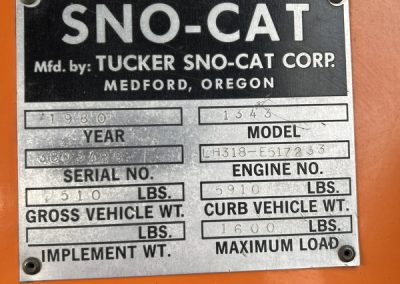 SNO-CAT
Mfd. by: TUCKER SNO-CAT CORP.
MEDFORD, OREGON
1980 1343
YEAR MODEL
LH318-E517233
SERIAL NO. ENGINE NO.
7510 LBS. 5910 LBS.
GROSS VEHICLE WT. CURB VEHICLE WT.
LBS. 1600 LBS.
IMPLEMENT WT. MAXIMUM LOAD